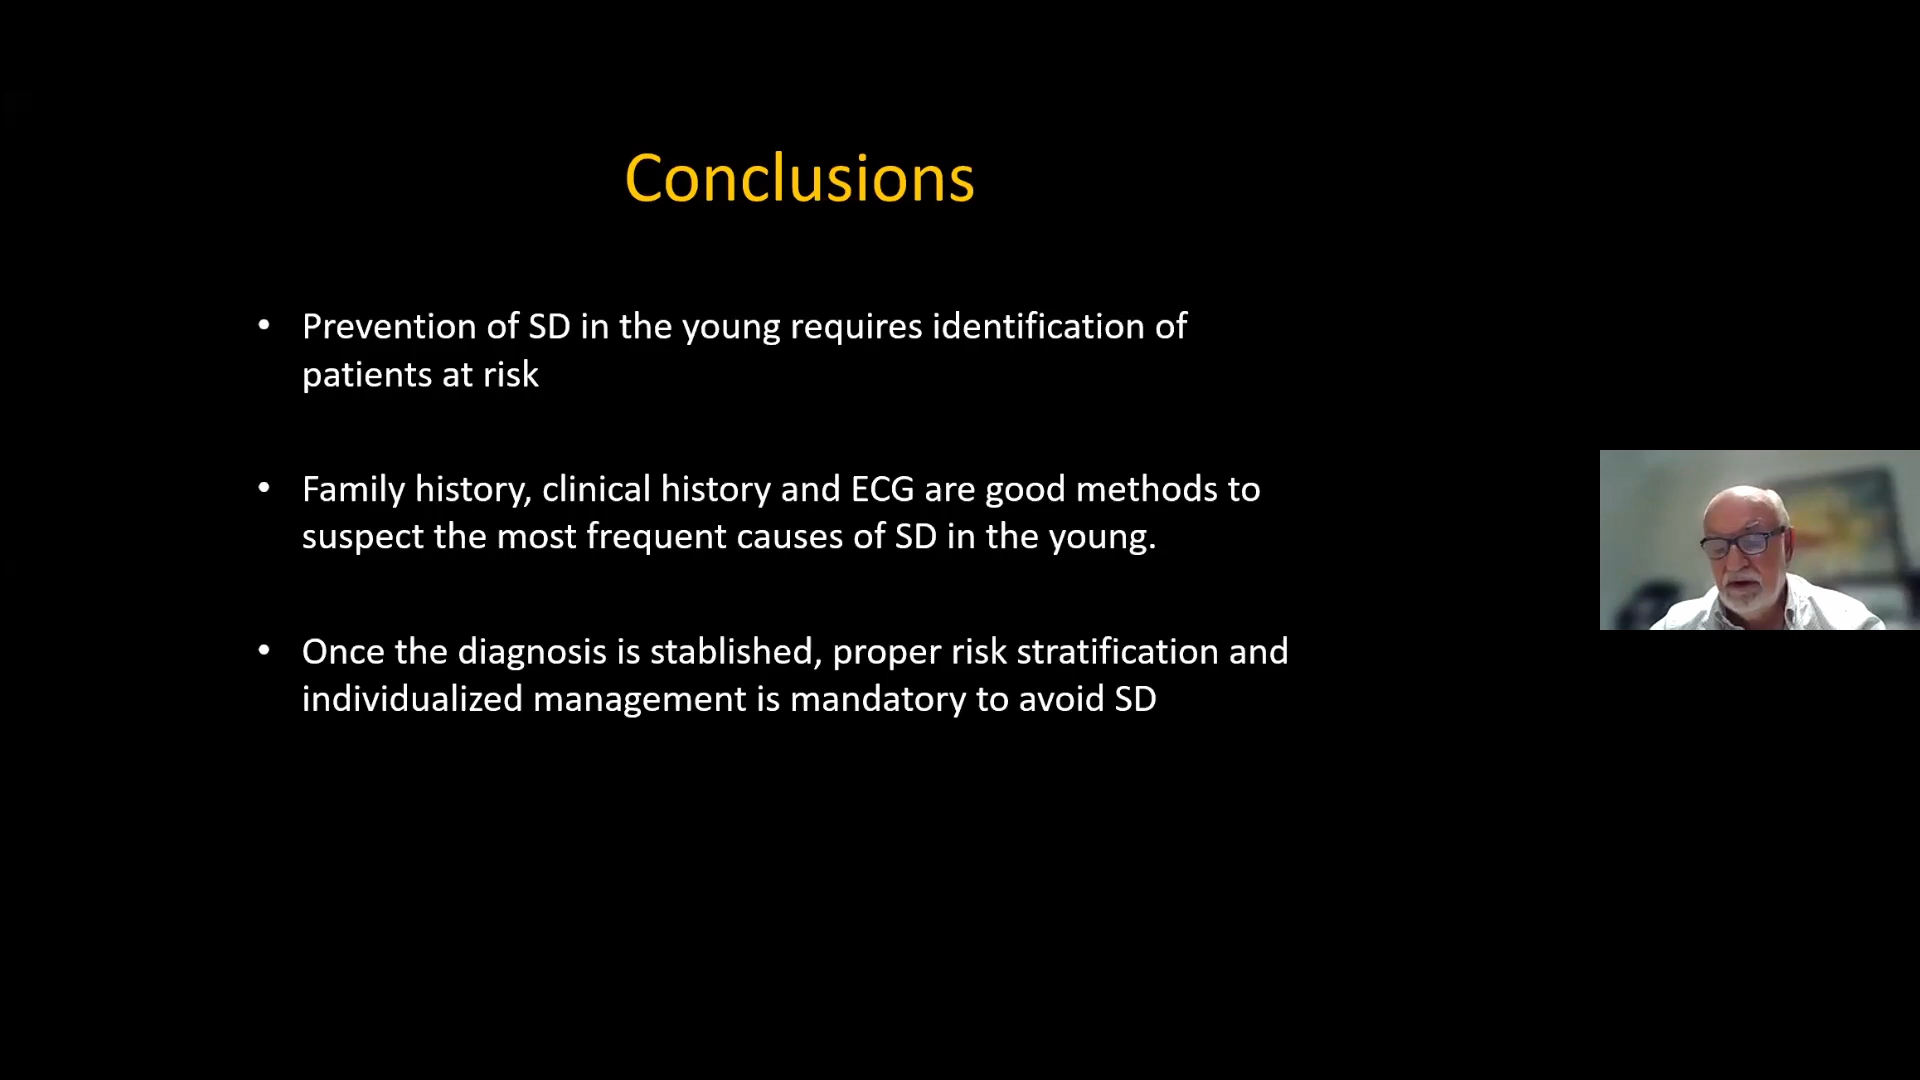 Conclusions
• Prevention of SD in the young requires identification of
patients at risk
• Family history, clinical history and ECG are good methods to
suspect the most frequent causes of SD in the young.
• Once the diagnosis is stablished, proper risk stratification and
individualized management is mandatory to avoid SD